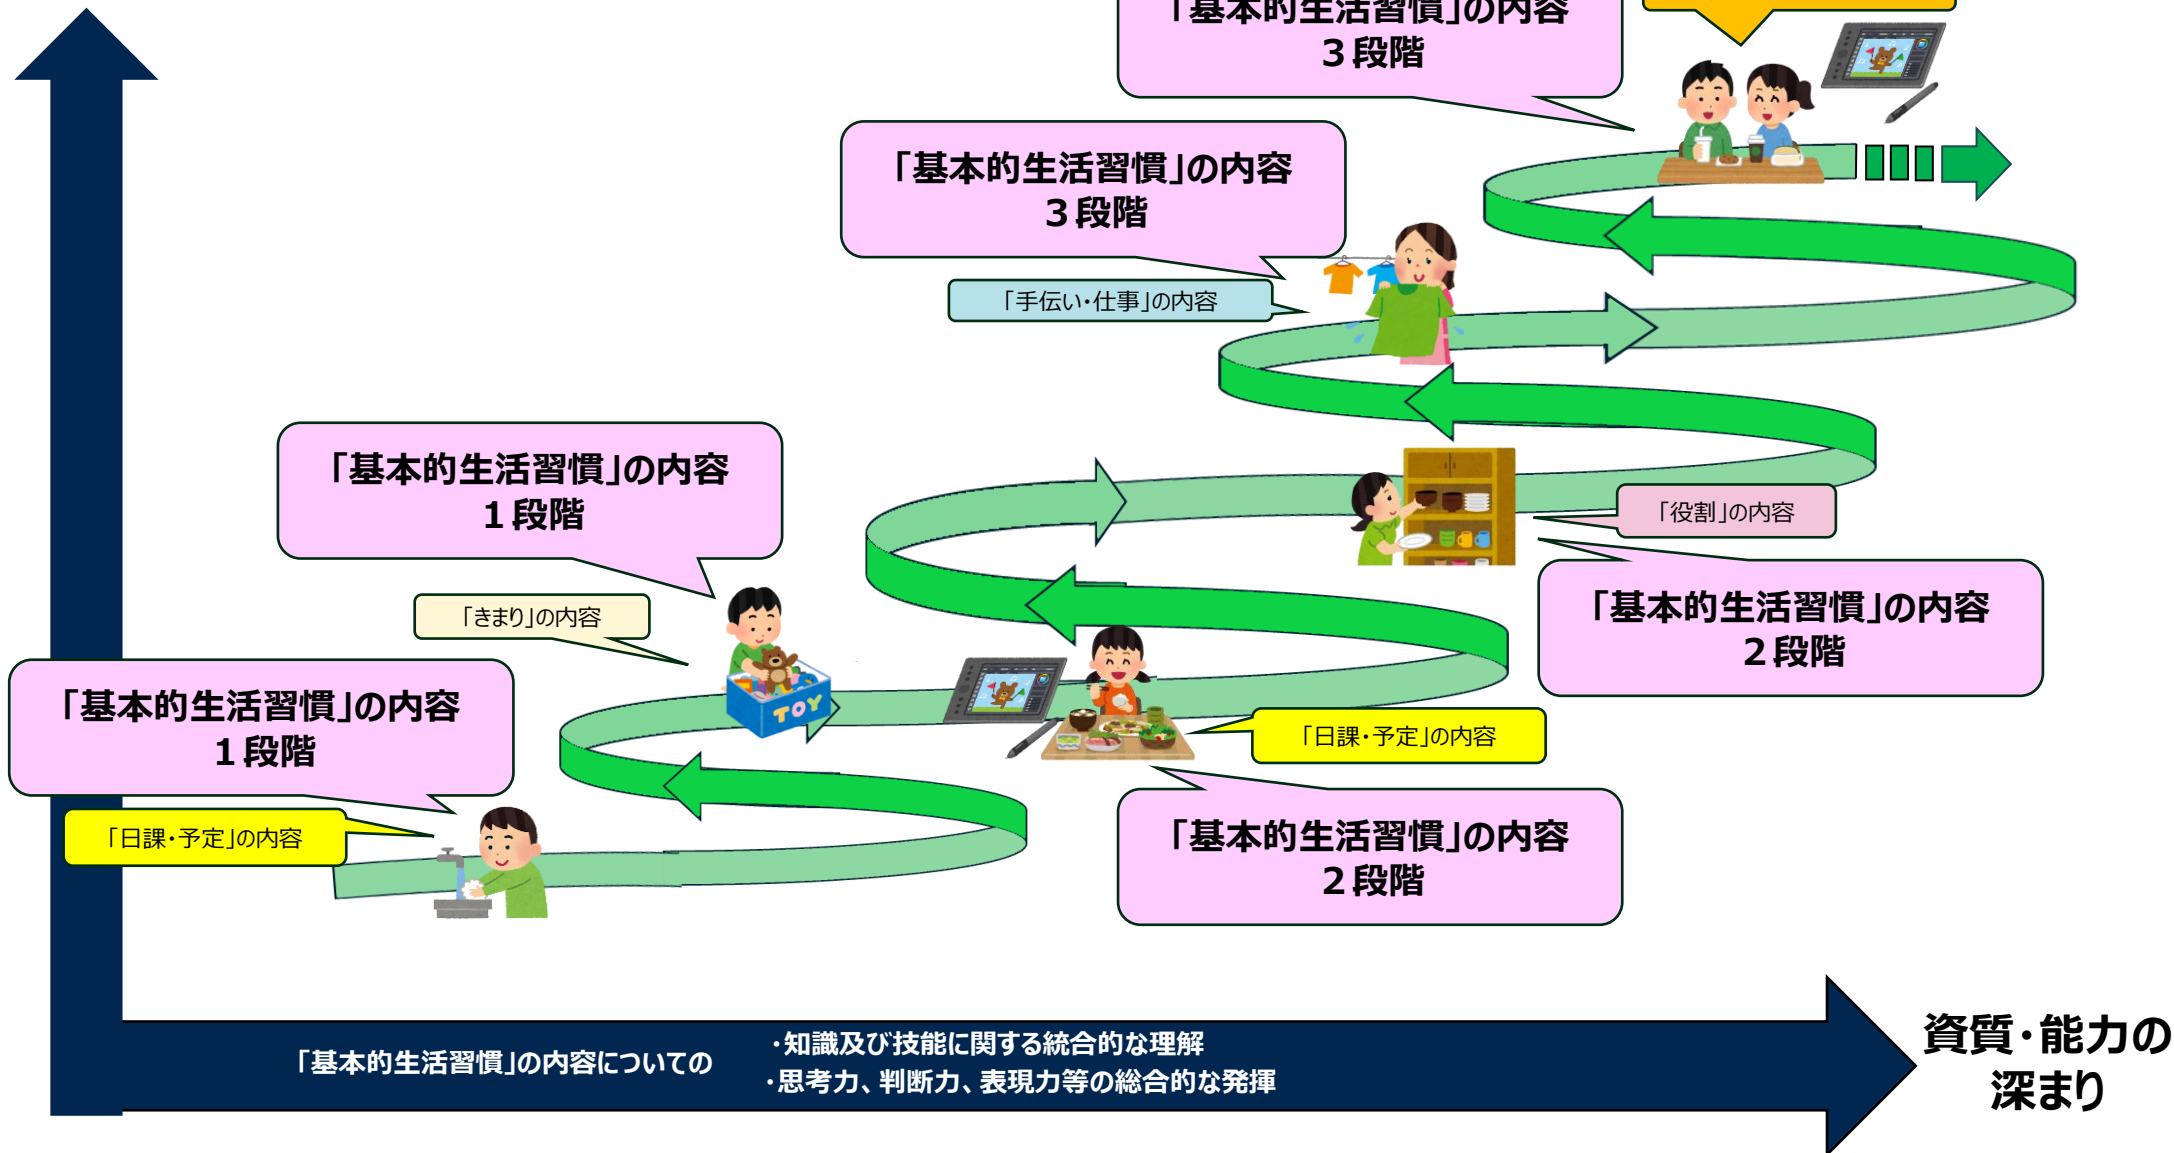 「基本的生活習慣」の内容
３段階
「基本的生活習慣」の内容
３段階
「手伝い・仕事」の内容
「基本的生活習慣」の内容
１段階
「役割」の内容
「きまり」の内容
「基本的生活習慣」の内容
２段階
「基本的生活習慣」の内容
１段階
TOY
「日課・予定」の内容
「日課・予定」の内容
「基本的生活習慣」の内容
２段階
「基本的生活習慣」の内容についての
・知識及び技能に関する統合的な理解
・思考力、判断力、表現力等の総合的な発揮
資質・能力の
深まり